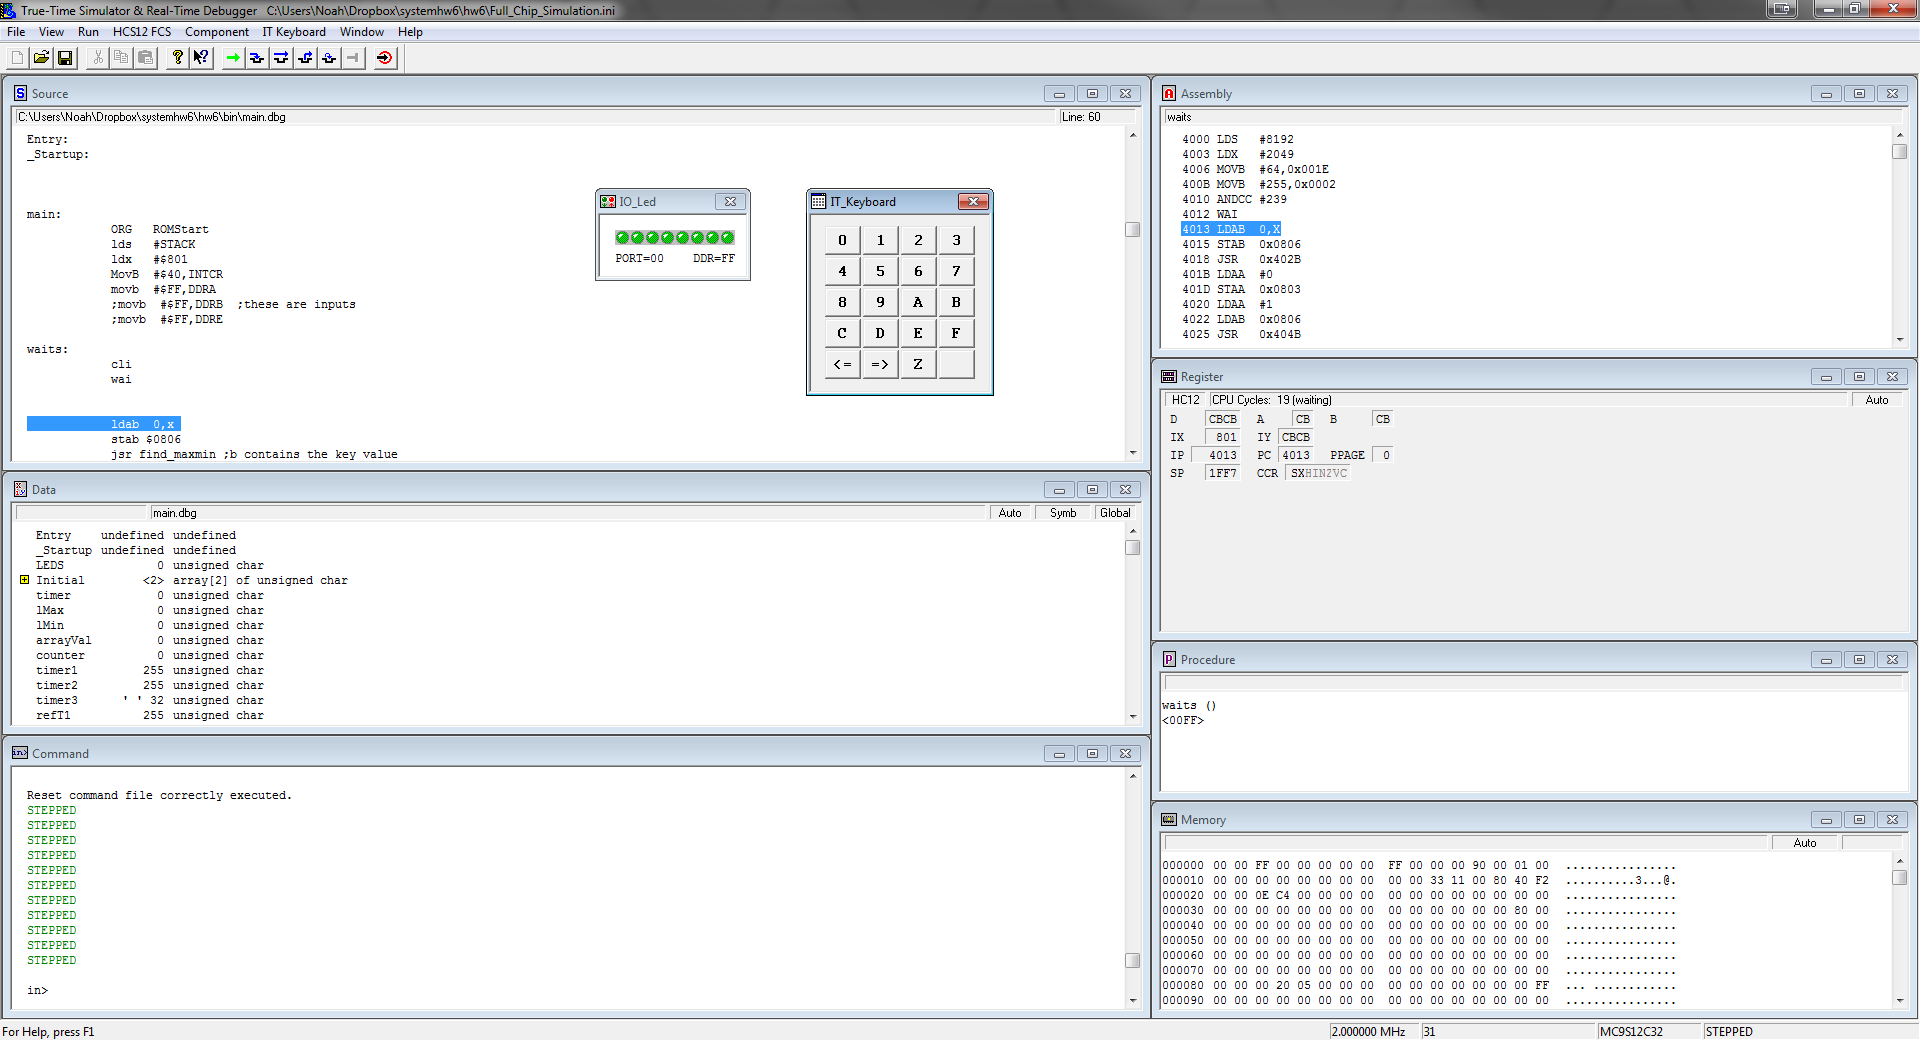 True-Time Simulator & Real-Time Debugger   C:\Users\Noah\Dropbox\systemhw6\hw6\Full_Chip_Simulation.ini
File View Run HCS12 FCS Component IT Keyboard Window Help
Source
C:\Users\Noah\Dropbox\systemhw6\hw6\bin\main.dbg Line: 60
Entry:
_Startup:
main:
ORG ROMStart
lds #STACK
ldx #$801
MovB #$40,INTCR
movb #$FF,DDRA
;movb #$FF,DDRB ;these are inputs
;movb #$FF,DDRE
waits:
cli
wai
ldab 0,x
stab $0806
jsr find_maxmin ;b contains the key value
IO_Led
PORT=00 DDR=FF
IT_Keyboard
0 1 2 3
4 5 6 7
8 9 A B
C D E F
<= => Z
Assembly
waits
4000 LDS #8192
4003 LDX #2049
4006 MOVB #64,0x001E
400B MOVB #255,0x0002
4010 ANDCC #239
4012 WAI
4013 LDAB 0,X
4015 STAB 0x0806
4018 JSR 0x402B
401B LDAA #0
401D STAA 0x0803
4020 LDAA #1
4022 LDAB 0x0806
4025 JSR 0x404B
Register
HC12 CPU Cycles: 19 (waiting) Auto
D CBCB A CB B CB
IX 801 IY CBCB
IP 4013 PC 4013 PPAGE 0
SP 1FF7 CCR SXHINZVC
Data
main.dbg Auto Symb Global
Entry undefined undefined
_Startup undefined undefined
LEDS 0 unsigned char
Initial <2> array[2] of unsigned char
timer 0 unsigned char
lMax 0 unsigned char
lMin 0 unsigned char
arrayVal 0 unsigned char
counter 0 unsigned char
timer1 255 unsigned char
timer2 255 unsigned char
timer3 ' ' 32 unsigned char
refT1 255 unsigned char
Procedure
waits ()
<00FF>
Command
Reset command file correctly executed.
STEPPED
STEPPED
STEPPED
STEPPED
STEPPED
STEPPED
STEPPED
STEPPED
STEPPED
STEPPED
STEPPED
in>
Memory
Auto
000000 00 00 FF 00 00 00 00 00 FF 00 00 00 90 00 01 00 ................
000010 00 00 00 00 00 00 00 00 00 00 33 11 00 80 40 F2 ..........3...@.
000020 00 00 0E C4 00 00 00 00 00 00 00 00 00 00 00 00 ................
000030 00 00 00 00 00 00 00 00 00 00 00 00 00 00 80 00 ................
000040 00 00 00 00 00 00 00 00 00 00 00 00 00 00 00 00 ................
000050 00 00 00 00 00 00 00 00 00 00 00 00 00 00 00 00 ................
000060 00 00 00 00 00 00 00 00 00 00 00 00 00 00 00 00 ................
000070 00 00 00 00 00 00 00 00 00 00 00 00 00 00 00 00 ................
000080 00 00 00 20 05 00 00 00 00 00 00 00 00 00 00 FF ... ............
000090 00 00 00 00 00 00 00 00 00 00 00 00 00 00 00 00 ................
For Help, press F1 2.000000 MHz 31 MC9S12C32 STEPPED